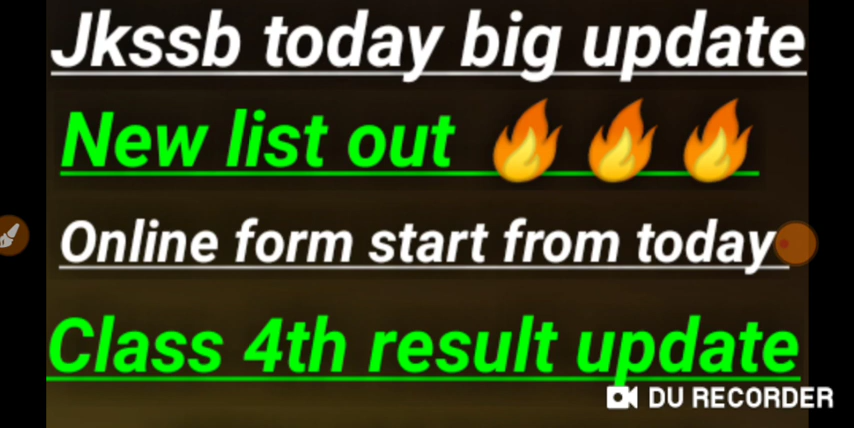 Jkssb today big update
New list out 🔥🔥🔥
Online form start from today
Class 4th result update
DU RECORDER